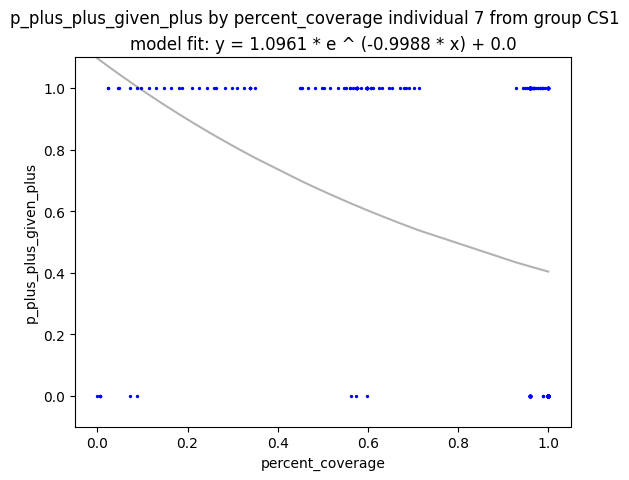 p_plus_plus_given_plus by percent_coverage individual 7 from group CS1
model fit: y = 1.0961 * e ^ (-0.9988 * x) + 0.0
1.0
0.8
0.6
0.4
0.2
0.0
p_plus_plus_given_plus
0.0 0.2 0.4 0.6 0.8 1.0
percent_coverage